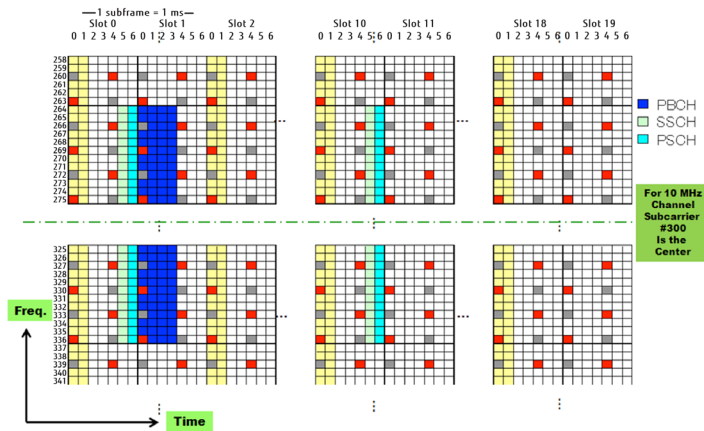 1 subframe = 1 ms
Slot 0 Slot 1 Slot 2 Slot 10 Slot 11 Slot 18 Slot 19
0 1 2 3 4 5 6 0 1 2 3 4 5 6 0 1 2 3 4 5 6 0 1 2 3 4 5 6 0 1 2 3 4 5 6 0 1 2 3 4 5 6 0 1 2 3 4 5 6
258
259
260
261
262
263
264
265
266
267
268
269
270
271
272
273
274
275
PBCH
SSCH
PSCH
For 10 MHz
Channel
Subcarrier
#300
Is the
Center
325
326
327
328
329
330
331
332
333
334
335
336
337
338
339
340
341
Freq.
Time